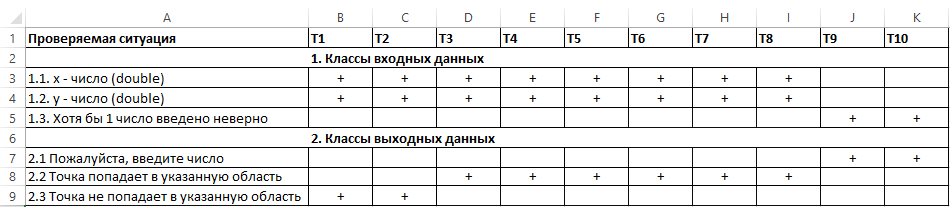 A B C D E F G H I J K
1 Проверяемая ситуация T1 T2 T3 T4 T5 T6 T7 T8 T9 T10
2 1. Классы входных данных
3 1.1. x - число (double) + + + + + + + +
4 1.2. y - число (double) + + + + + + + +
5 1.3. Хотя бы 1 число введено неверно + +
6 2. Классы выходных данных
7 2.1 Пожалуйста, введите число + +
8 2.2 Точка попадает в указанную область + + + + + +
9 2.3 Точка не попадает в указанную область + +